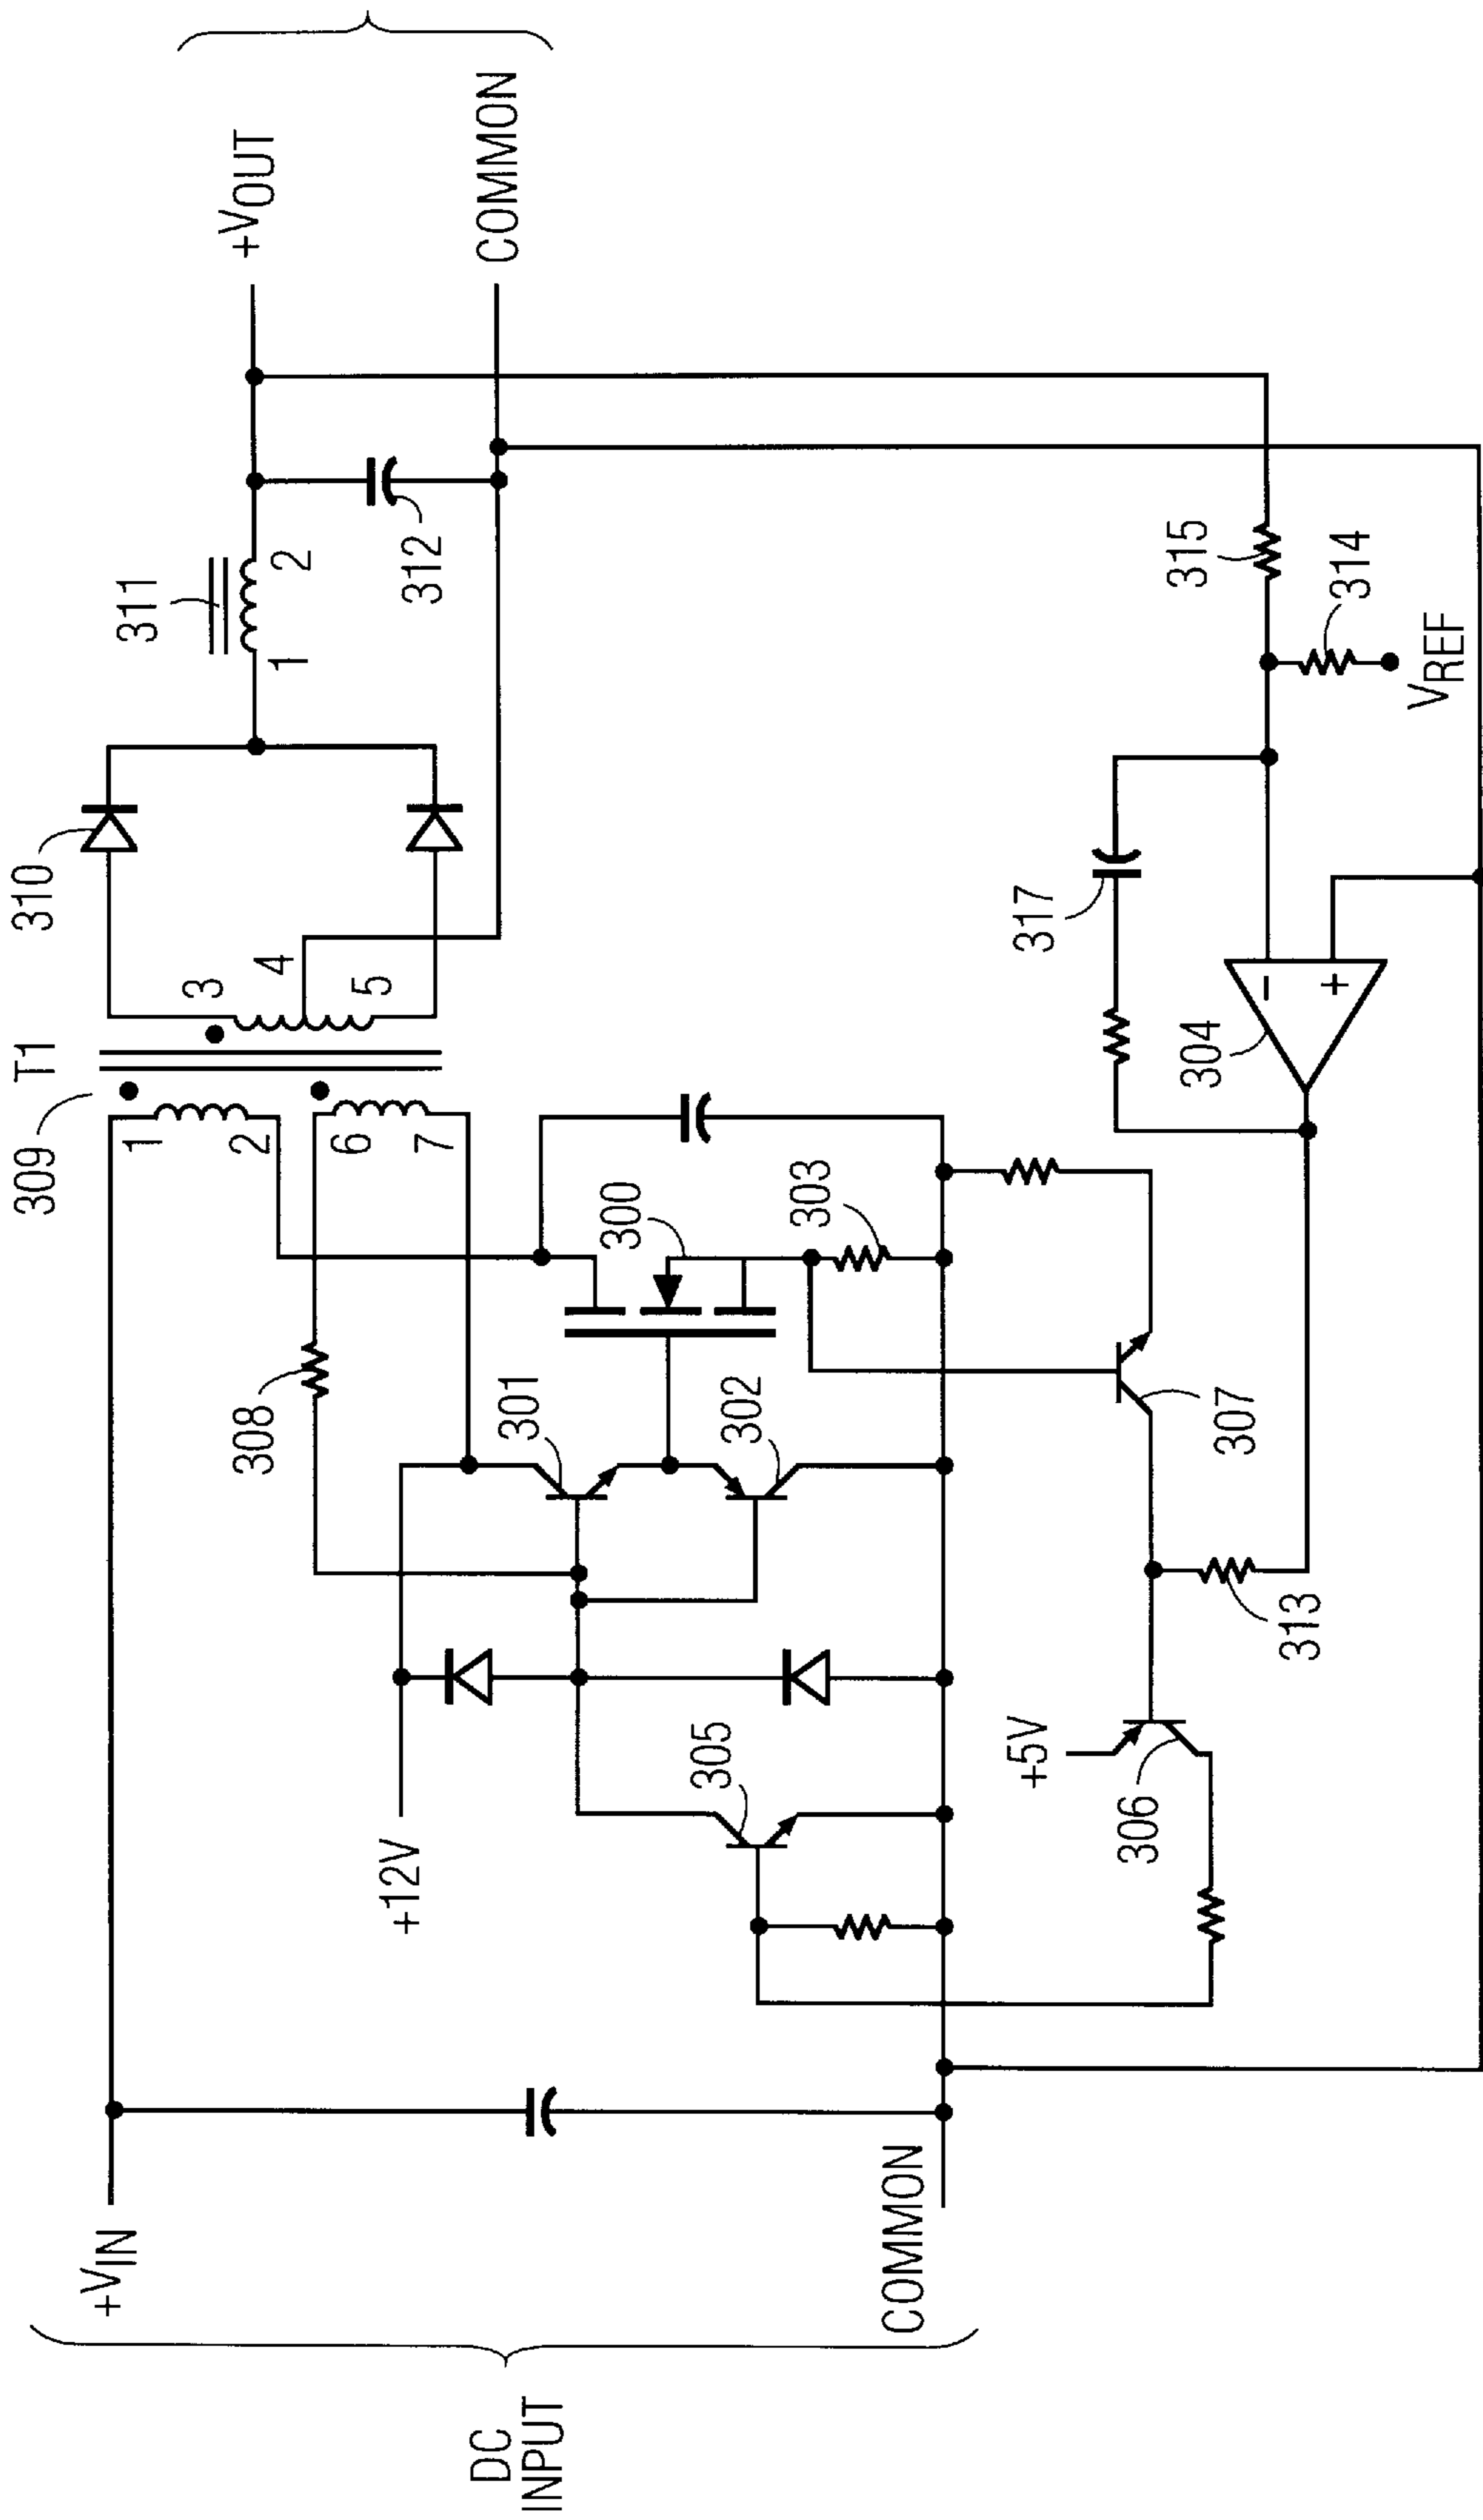 DC
INPUT
+VIN
COMMON
+12V
305
+5V
306
301
302
308
300
303
307
313
309
T1
1
2
6
7
3
4
5
310
311
1
2
312
+VOUT
COMMON
304
-
+
317
315
314
VREF